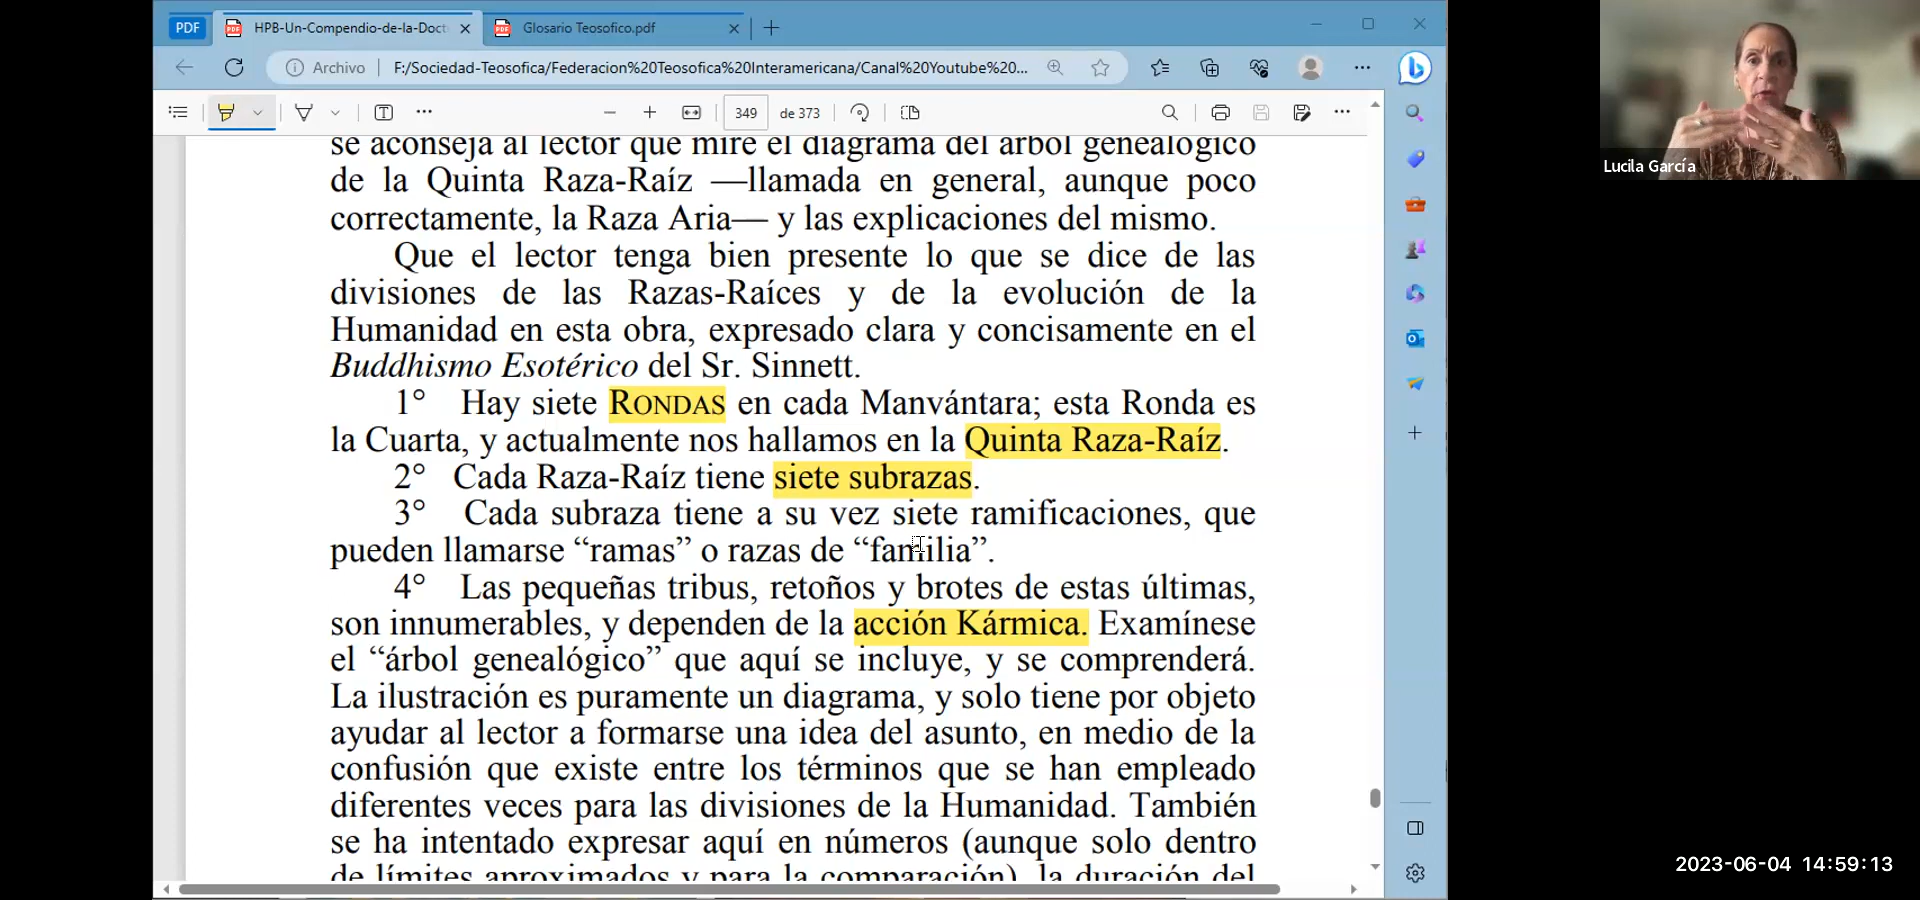 PDF
HPB-Un-Compendio-de-la-Doct
Glosario Teosofico.pdf
Archivo
F:/Sociedad-Teosofica/Federacion%20Teosofica%20Interamericana/Canal%20Youtube%20...
349 de 373
se aconseja al lector que mire el diagrama del árbol genealógico
de la Quinta Raza-Raíz —llamada en general, aunque poco
correctamente, la Raza Aria— y las explicaciones del mismo.
Que el lector tenga bien presente lo que se dice de las
divisiones de las Razas-Raíces y de la evolución de la
Humanidad en esta obra, expresado clara y concisamente en el
Buddhismo Esotérico del Sr. Sinnett.
1° Hay siete RONDAS en cada Manvántara; esta Ronda es
la Cuarta, y actualmente nos hallamos en la Quinta Raza-Raíz.
2° Cada Raza-Raíz tiene siete subrazas.
3° Cada subraza tiene a su vez siete ramificaciones, que
pueden llamarse “ramas” o razas de “familia”.
4° Las pequeñas tribus, retoños y brotes de estas últimas,
son innumerables, y dependen de la acción Kármica. Examínese
el “árbol genealógico” que aquí se incluye, y se comprenderá.
La ilustración es puramente un diagrama, y solo tiene por objeto
ayudar al lector a formarse una idea del asunto, en medio de la
confusión que existe entre los términos que se han empleado
diferentes veces para las divisiones de la Humanidad. También
se ha intentado expresar aquí en números (aunque solo dentro
de límites aproximados y para la comparación), la duración del
Lucila García
2023-06-04 14:59:13